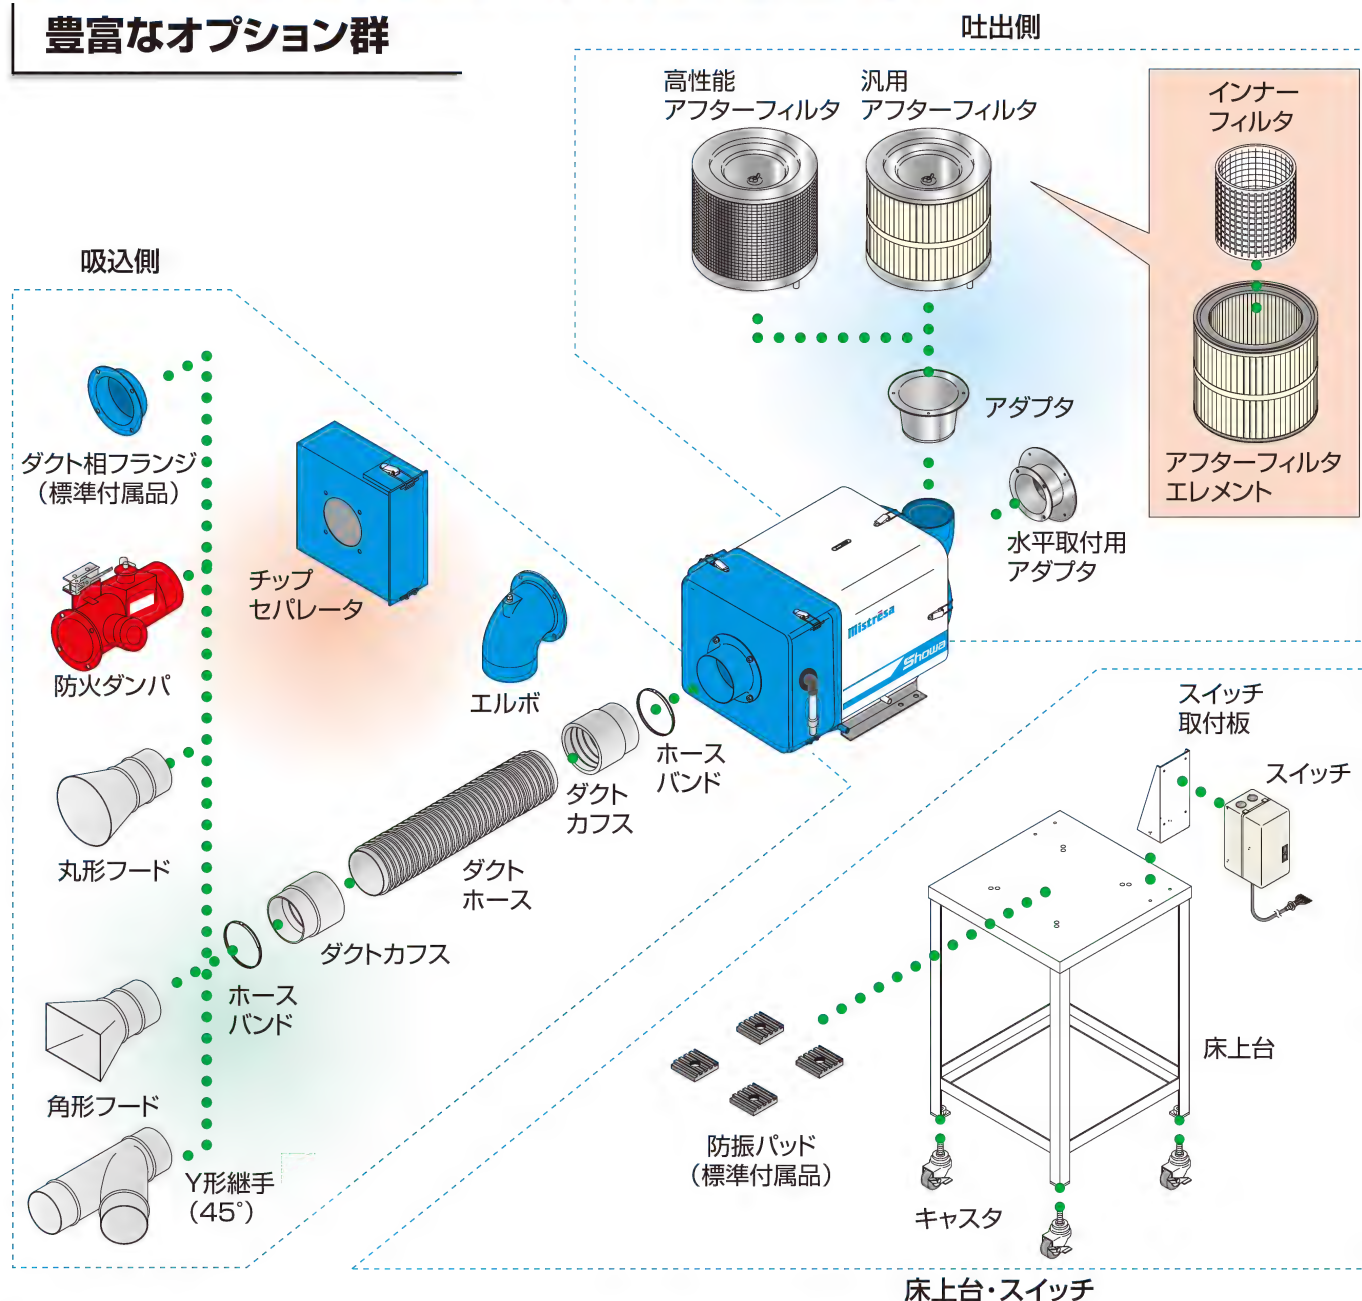 豊富なオプション群
吐出側
高性能
アフターフィルタ
汎用
アフターフィルタ
インナー
フィルタ
アフターフィルタ
エレメント
アダプタ
水平取付用
アダプタ
吸込側
ダクト相フランジ
（標準付属品）
チップ
セパレータ
防火ダンパ
エルボ
Mistrēsa
Showa
ホース
バンド
ダクト
カフス
ダクト
ホース
丸形フード
ダクトカフス
ホース
バンド
角形フード
Y形継手
（45°）
スイッチ
取付板
スイッチ
床上台
防振パッド
（標準付属品）
キャスタ
床上台・スイッチ